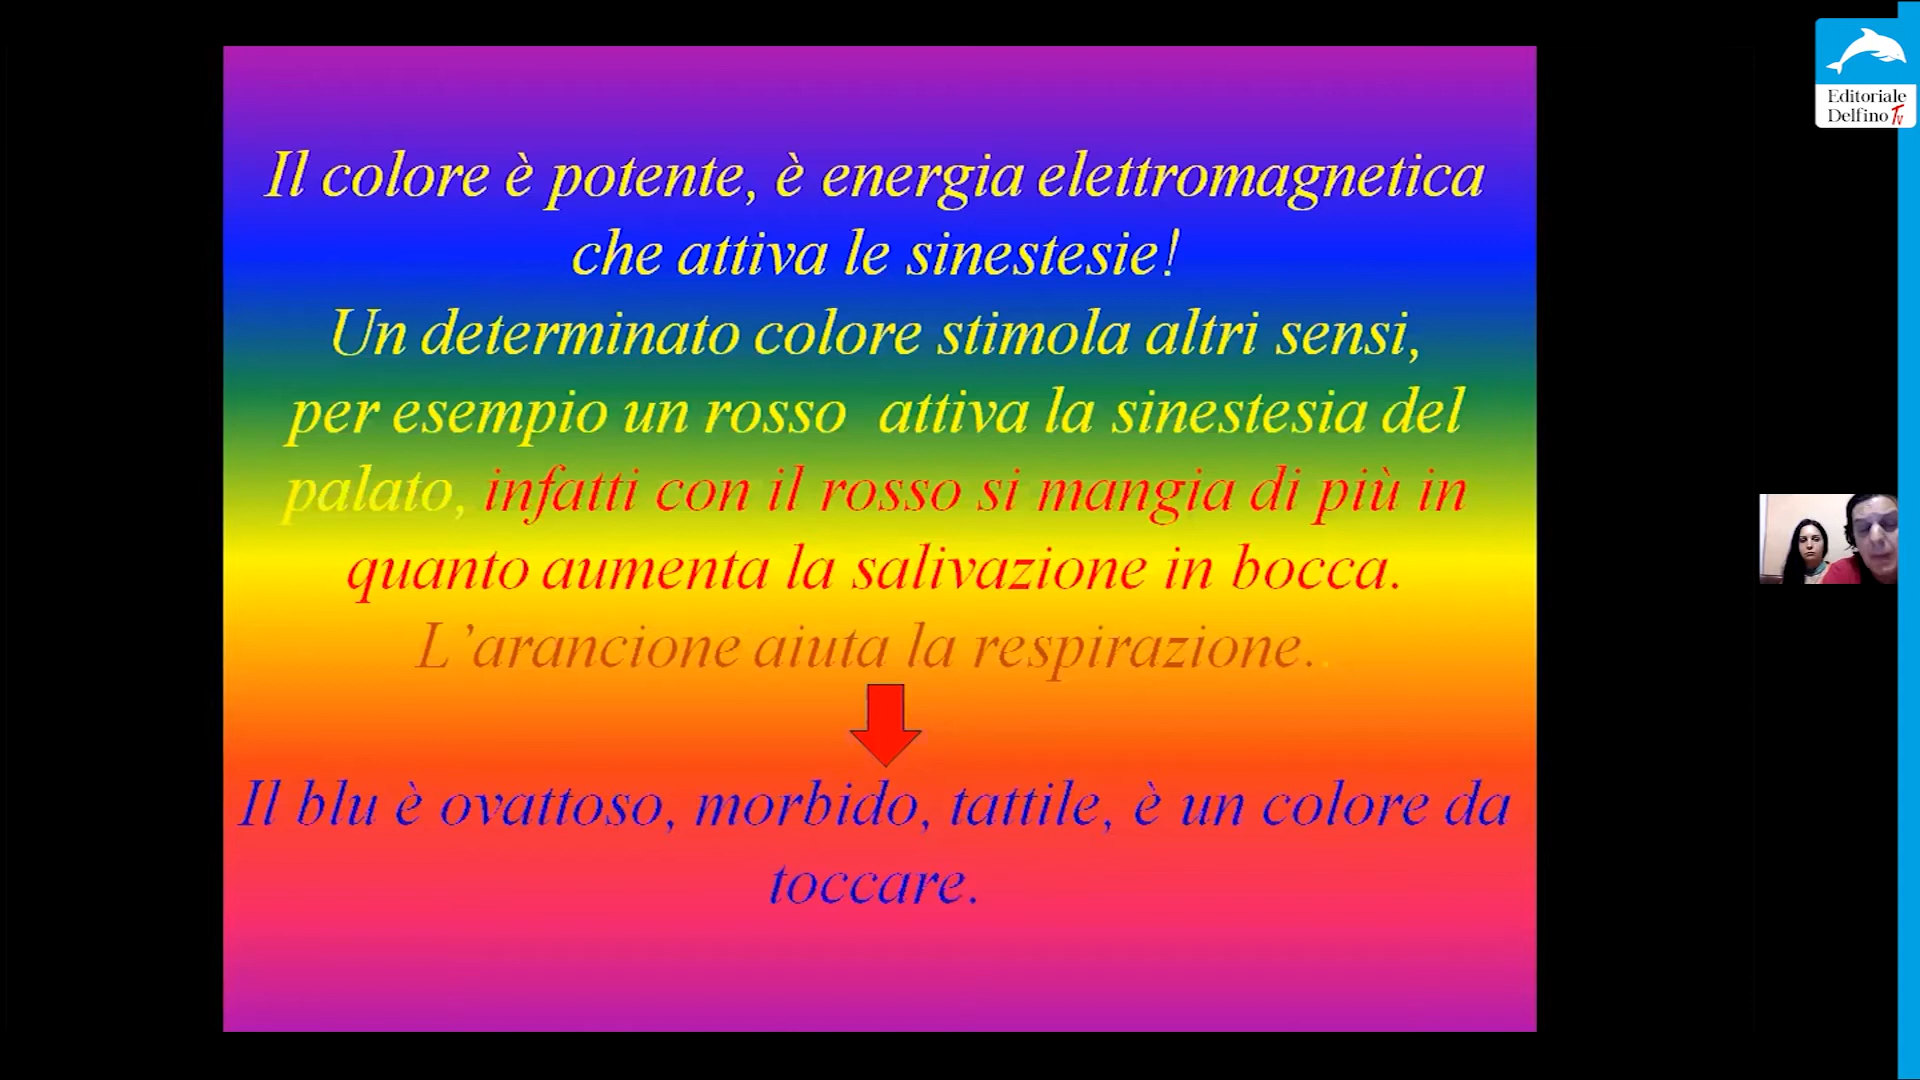 Il colore è potente, è energia elettromagnetica
che attiva le sinestesie!
Un determinato colore stimola altri sensi,
per esempio un rosso  attiva la sinestesia del
palato, infatti con il rosso si mangia di più in
quanto aumenta la salivazione in bocca.
L’arancione aiuta la respirazione..
Il blu è ovattoso, morbido, tattile, è un colore da
toccare.
Editoriale
Delfino Tv